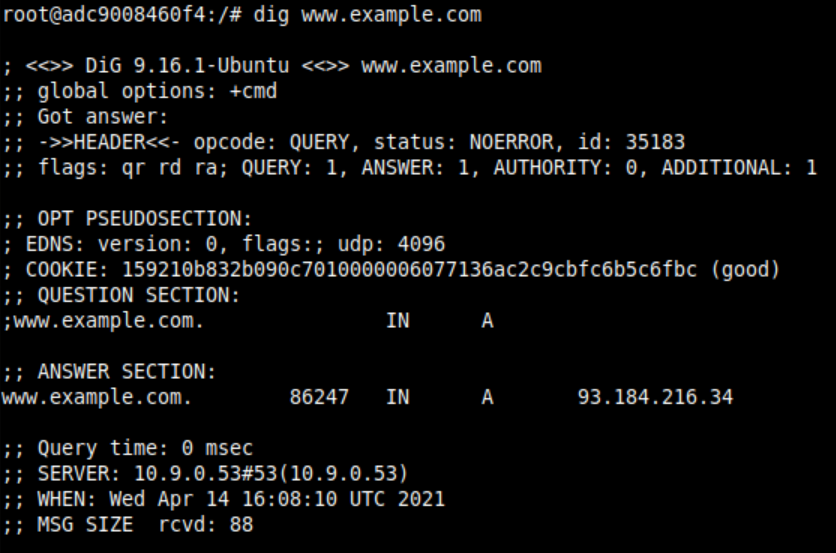 root@adc9008460f4:/# dig www.example.com
; <<>> DiG 9.16.1-Ubuntu <<>> www.example.com
;; global options: +cmd
;; Got answer:
;; ->>HEADER<<- opcode: QUERY, status: NOERROR, id: 35183
;; flags: qr rd ra; QUERY: 1, ANSWER: 1, AUTHORITY: 0, ADDITIONAL: 1
;; OPT PSEUDOSECTION:
; EDNS: version: 0, flags:; udp: 4096
; COOKIE: 159210b832b090c7010000006077136ac2c9cbfc6b5c6fbc (good)
;; QUESTION SECTION:
;www.example.com. IN A
;; ANSWER SECTION:
www.example.com. 86247 IN A 93.184.216.34
;; Query time: 0 msec
;; SERVER: 10.9.0.53#53(10.9.0.53)
;; WHEN: Wed Apr 14 16:08:10 UTC 2021
;; MSG SIZE rcvd: 88